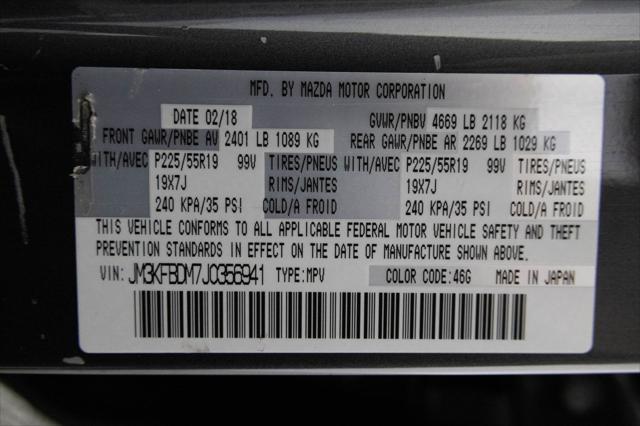 MFD. BY MAZDA MOTOR CORPORATION
DATE 02/18 GVWR/PNBV 4669 LB 2118 KG
FRONT GAWR/PNBE AV 2401 LB 1089 KG REAR GAWR/PNBE AR 2269 LB 1029 KG
WITH/AVEC P225/55R19 99V TIRES/PNEUS WITH/AVEC P225/55R19 99V TIRES/PNEUS
19X7J RIMS/JANTES 19X7J RIMS/JANTES
240 KPA/35 PSI COLD/A FROID 240 KPA/35 PSI COLD/A FROID
THIS VEHICLE CONFORMS TO ALL APPLICABLE FEDERAL MOTOR VEHICLE SAFETY AND THEFT
PREVENTION STANDARDS IN EFFECT ON THE DATE OF MANUFACTURE SHOWN ABOVE.
VIN: JM3KFBDM7J0356941 TYPE:MPV COLOR CODE:46G MADE IN JAPAN